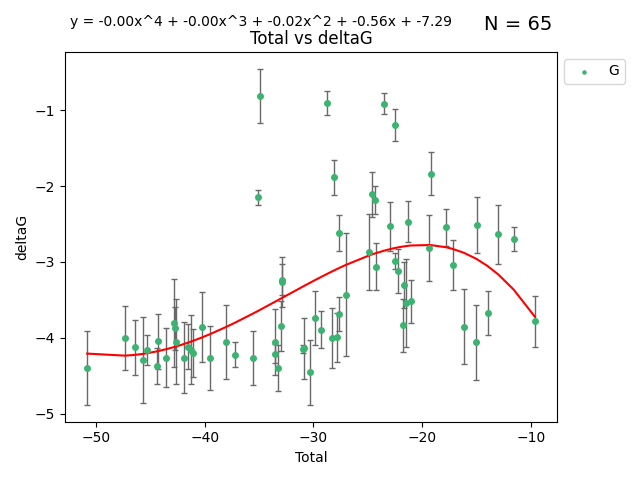 y = -0.00x^4 + -0.00x^3 + -0.02x^2 + -0.56x + -7.29
N = 65
Total vs deltaG
G
deltaG
−1
−2
−3
−4
−5
−50
−40
−30
−20
−10
Total